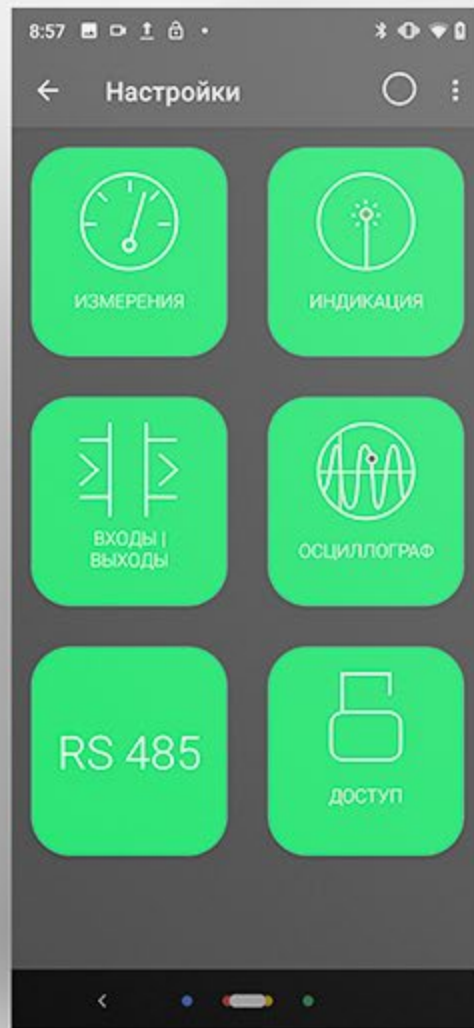 8:57
Настройки
ИЗМЕРЕНИЯ
ИНДИКАЦИЯ
ВХОДЫ |
ВЫХОДЫ
ОСЦИЛЛОГРАФ
RS 485
ДОСТУП